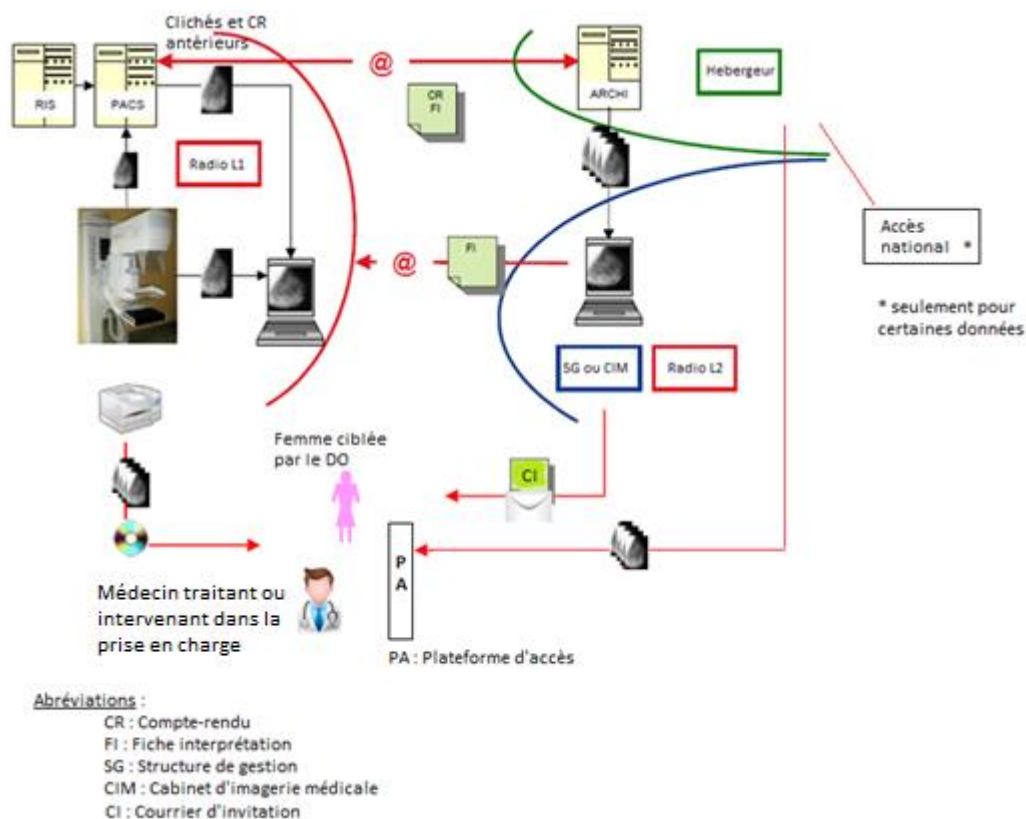 Clichés et CR
antérieurs
RIS
PACS
@
CR
FI
ARCHI
Hebergeur
Radio L1
Accès
national *
FI
@
* seulement pour
certaines données
SG ou CIM
Radio L2
Femme ciblée
par le DO
CI
P
A
Médecin traitant ou
intervenant dans la
prise en charge
PA : Plateforme d'accès
Abréviations :
CR : Compte-rendu
FI : Fiche interprétation
SG : Structure de gestion
CIM : Cabinet d'imagerie médicale
CI : Courrier d'invitation